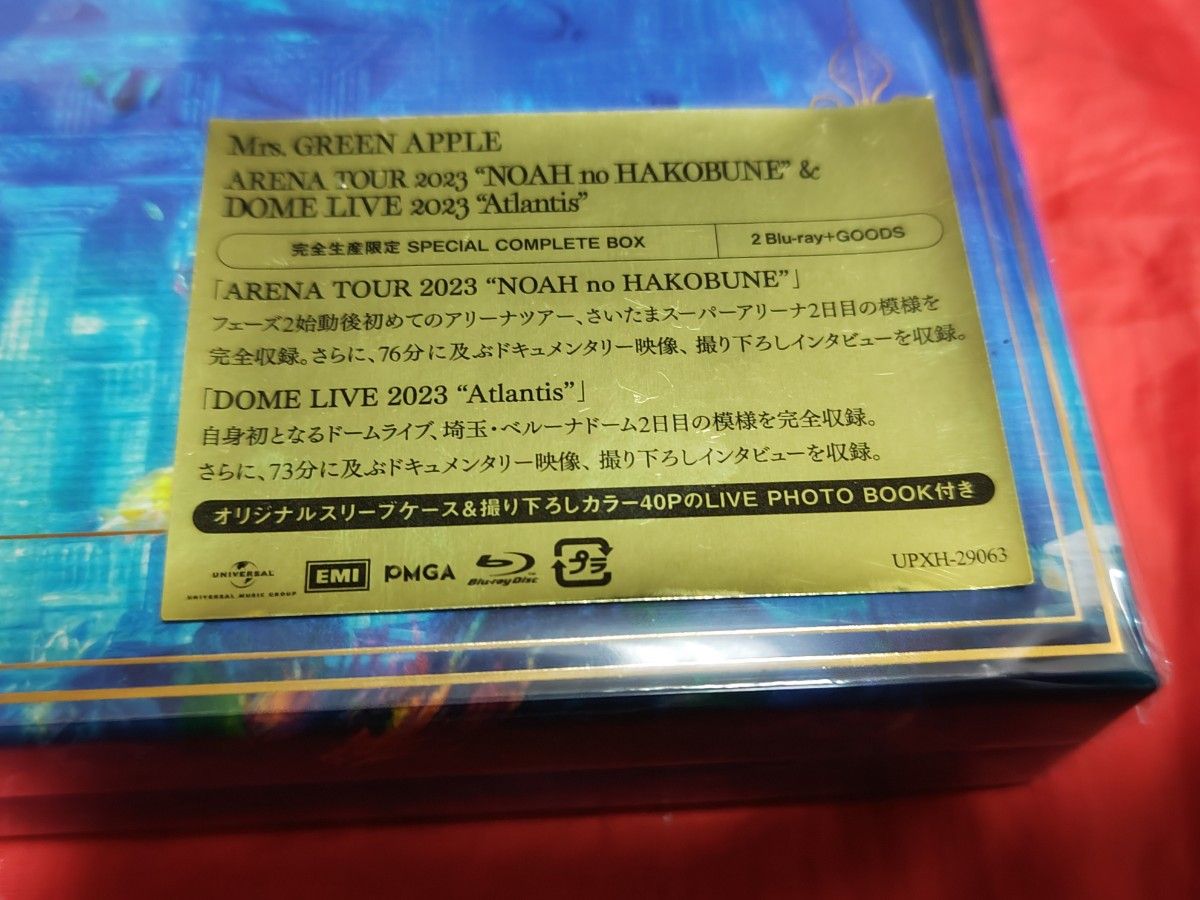 Mrs. GREEN APPLE
ARENA TOUR 2023 “NOAH no HAKOBUNE” &
DOME LIVE 2023 “Atlantis”
完全生産限定 SPECIAL COMPLETE BOX
2 Blu-ray+GOODS
「ARENA TOUR 2023 “NOAH no HAKOBUNE”」
フェーズ2始動後初めてのアリーナツアー、さいたまスーパーアリーナ2日目の模様を
完全収録。さらに、76分に及ぶドキュメンタリー映像、撮り下ろしインタビューを収録。
「DOME LIVE 2023 “Atlantis”」
自身初となるドームライブ、埼玉・ベルーナドーム2日目の模様を完全収録。
さらに、73分に及ぶドキュメンタリー映像、撮り下ろしインタビューを収録。
オリジナルスリーブケース&撮り下ろしカラー40PのLIVE PHOTO BOOK付き
UNIVERSAL
UNIVERSAL MUSIC GROUP
EMI
PMGA
Blu-ray Disc
プラ
UPXH-29063